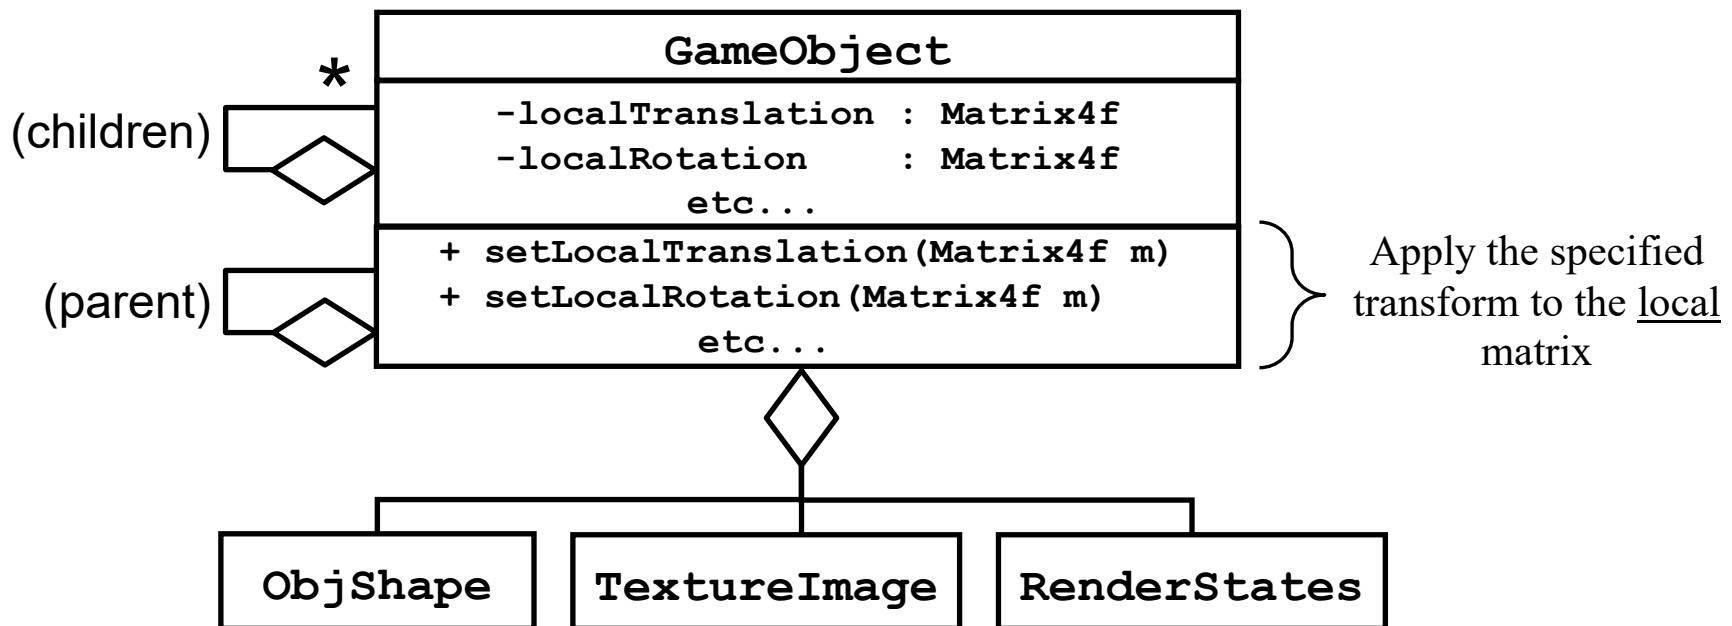 GameObject
*
(children)
-localTranslation : Matrix4f
-localRotation : Matrix4f
etc...
(parent)
+ setLocalTranslation(Matrix4f m)
+ setLocalRotation(Matrix4f m)
etc...
Apply the specified
transform to the local
matrix
ObjShape
TextureImage
RenderStates